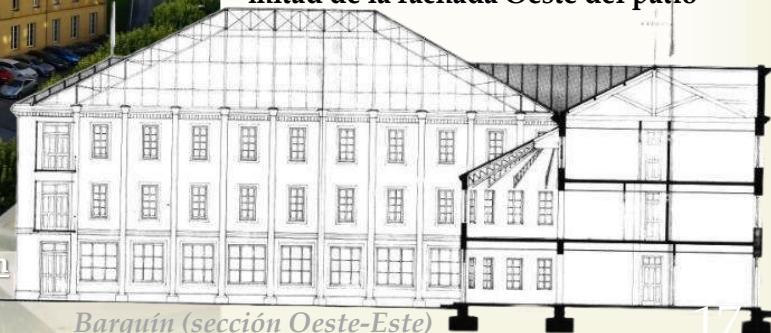 mitad de la fachada Oeste del patio
n
Barquín (sección Oeste-Este)
17